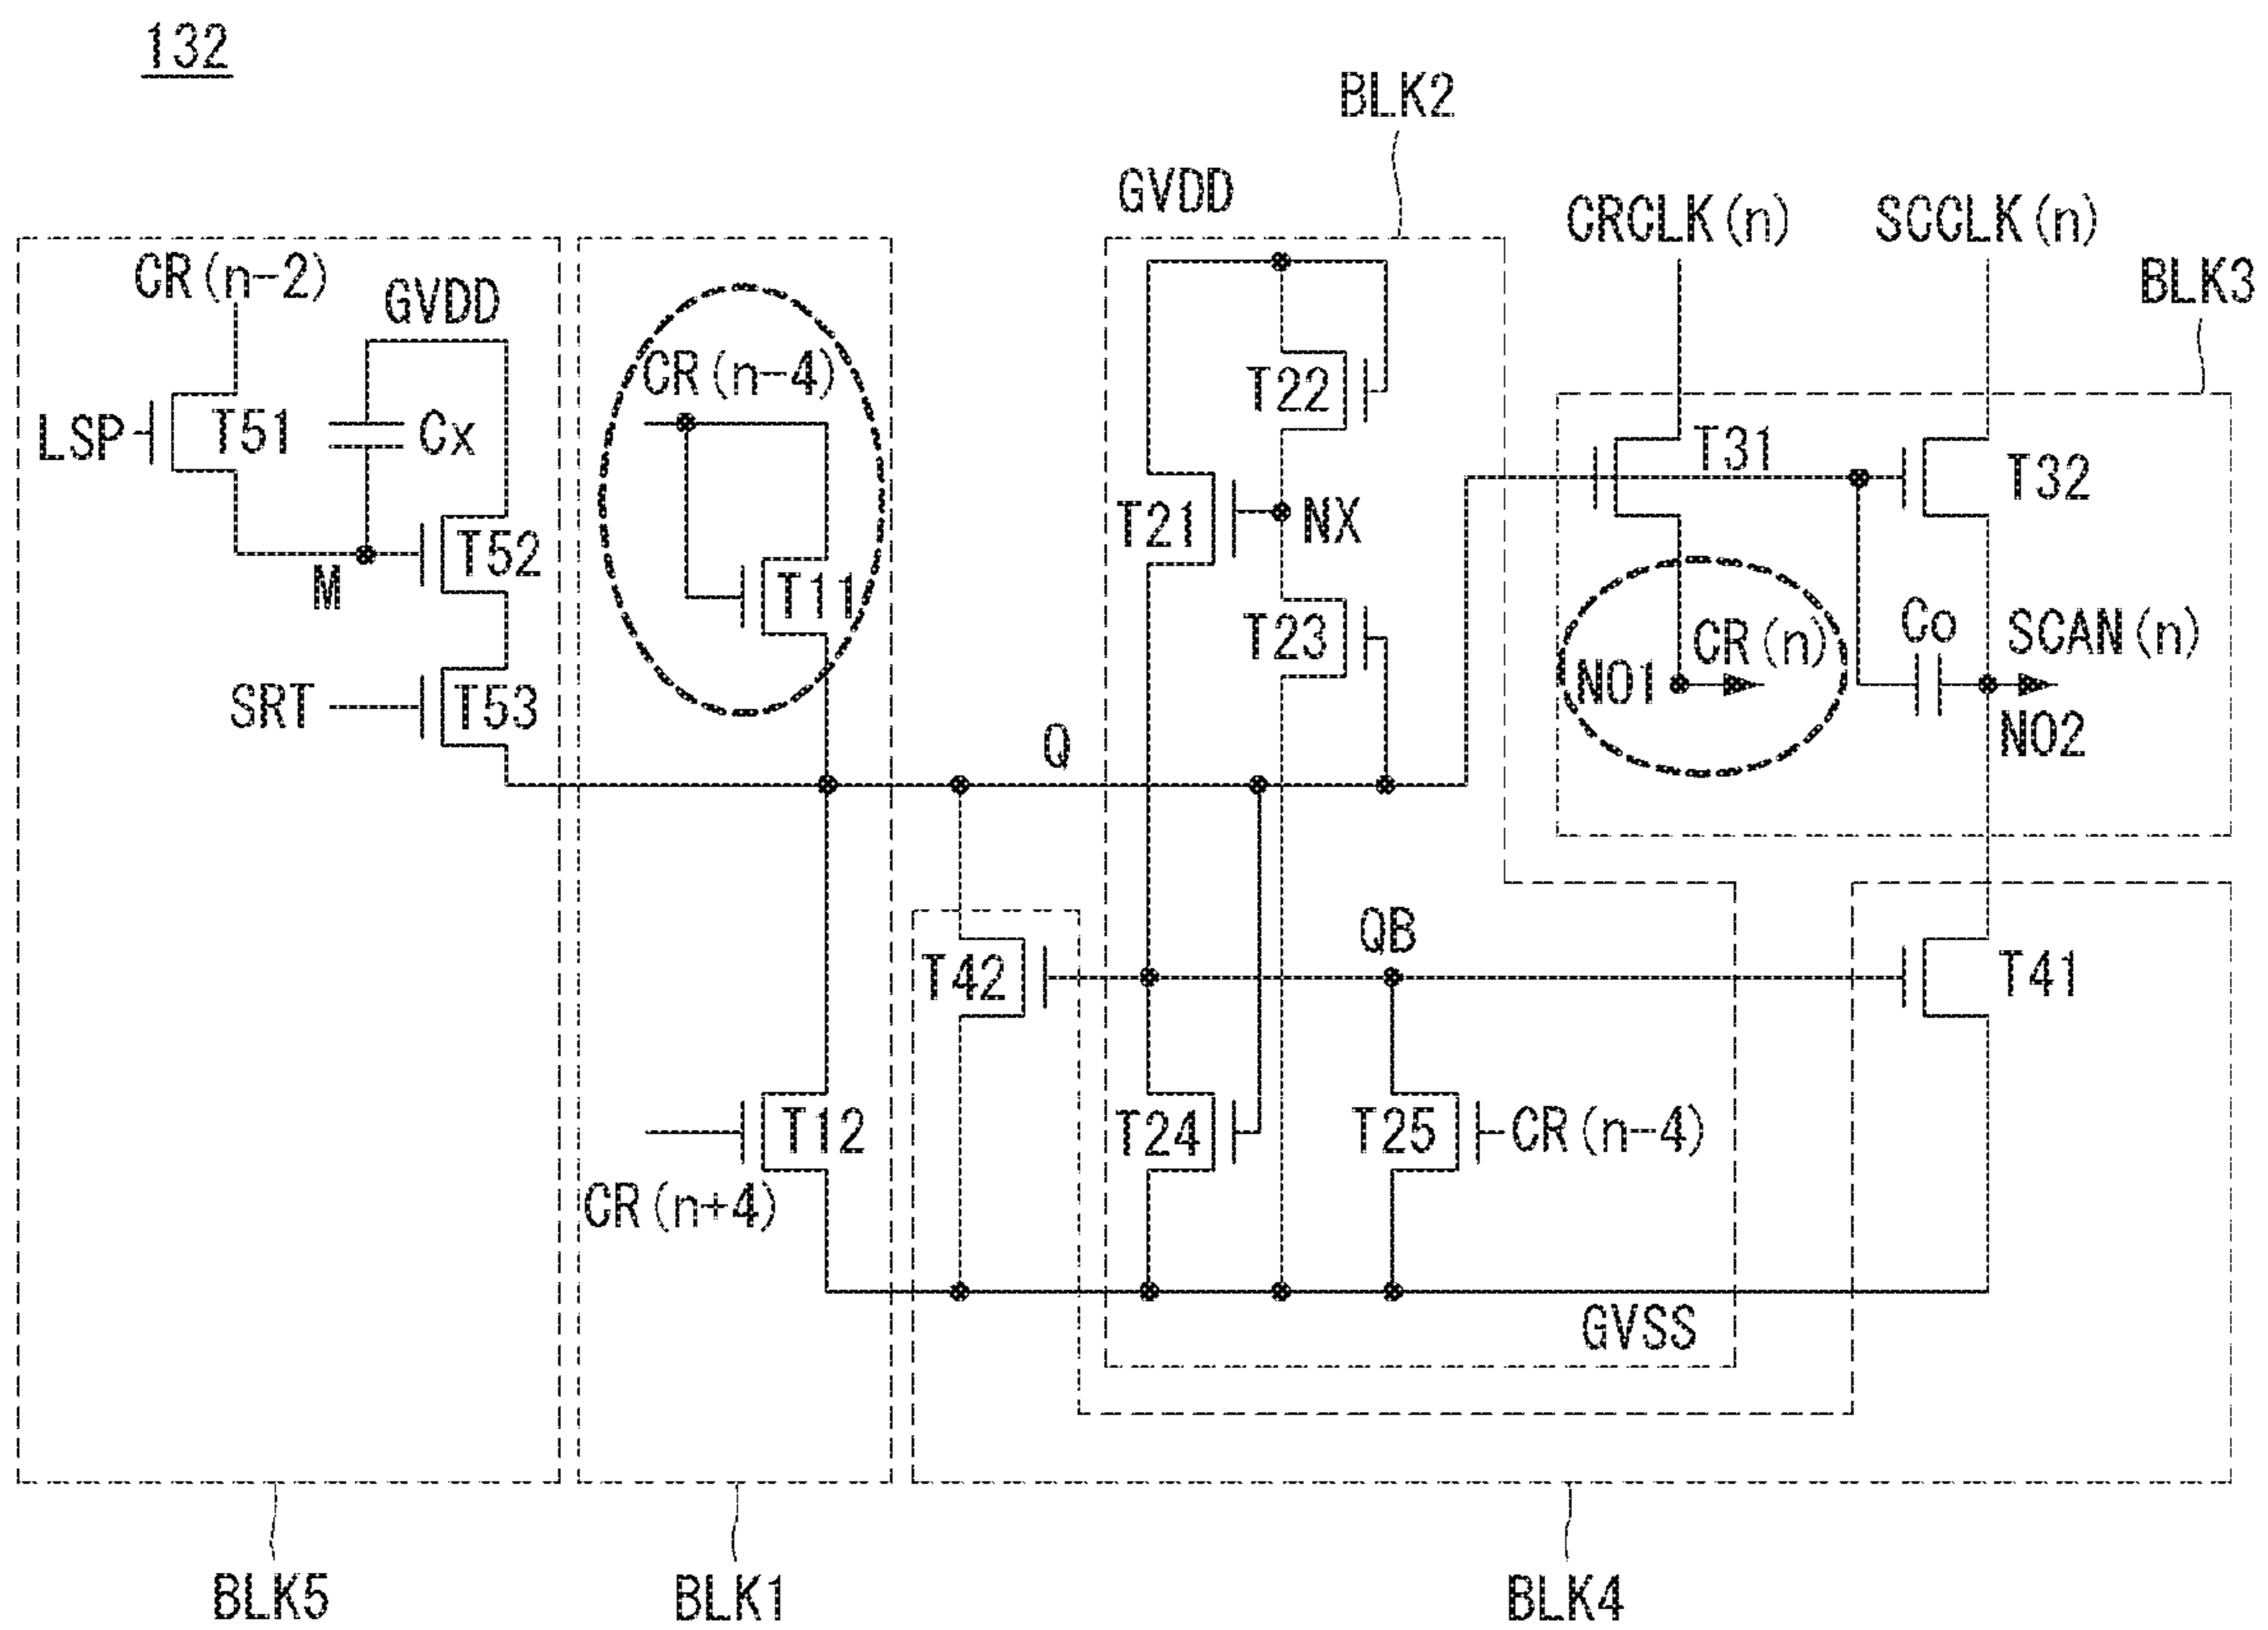 132
BLK2
GVDD
CRCLK(n)
SCCLK(n)
BLK3
CR(n-2)
GVDD
CR(n-4)
T22
LSP
T51
Cx
T31
T32
T21
NX
T52
M
T11
T23
Co
SCAN(n)
CR(n)
NO1
SRT
T53
NO2
Q
QB
T42
T41
T12
T24
T25
CR(n-4)
CR(n+4)
GVSS
BLK5
BLK1
BLK4